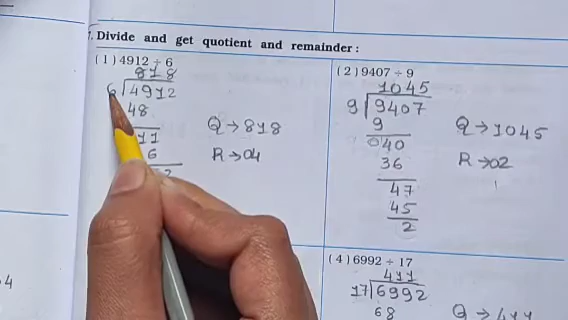 Divide and get quotient and remainder :
(1) 4912 ÷ 6
818
6)4912
48
11
6
2
Q → 818
R → 04
(2) 9407 ÷ 9
1045
9)9407
9
040
36
47
45
2
Q → 1045
R → 02
(4) 6992 ÷ 17
411
17)6992
68
Q → 411
4